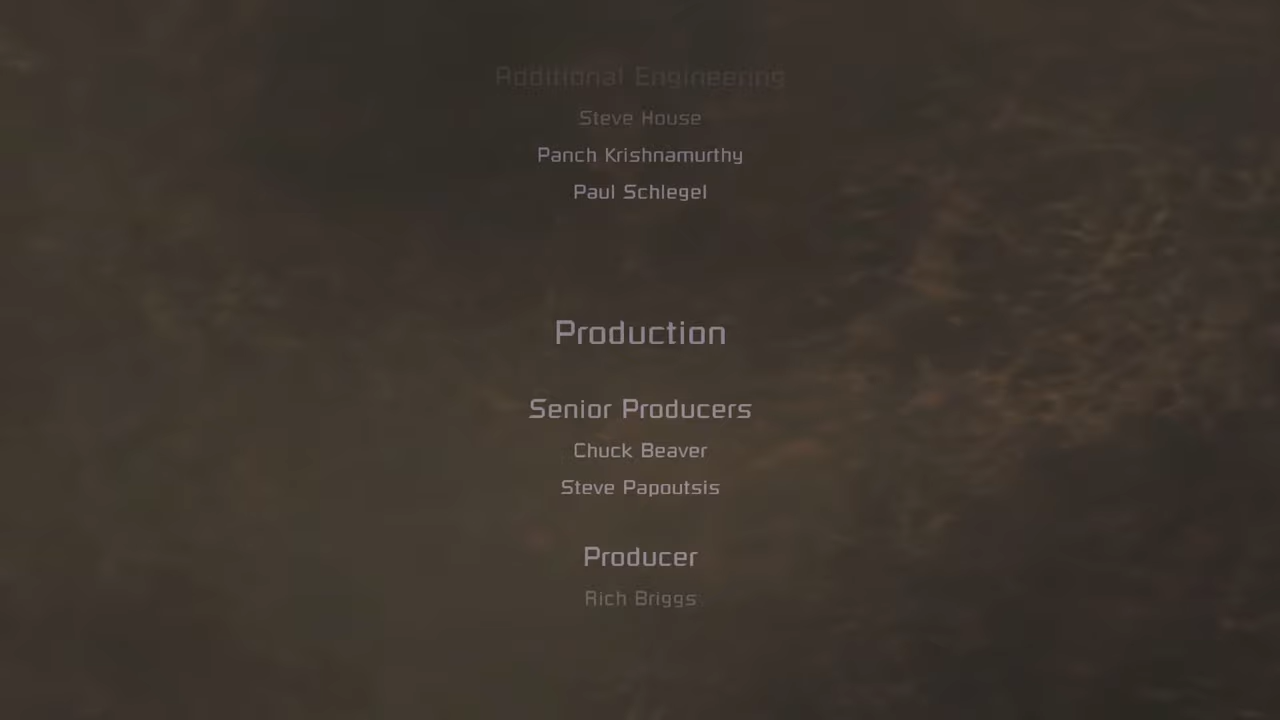 Additional Engineering
Steve House
Panch Krishnamurthy
Paul Schlegel
Production
Senior Producers
Chuck Beaver
Steve Papoutsis
Producer
Rich Briggs